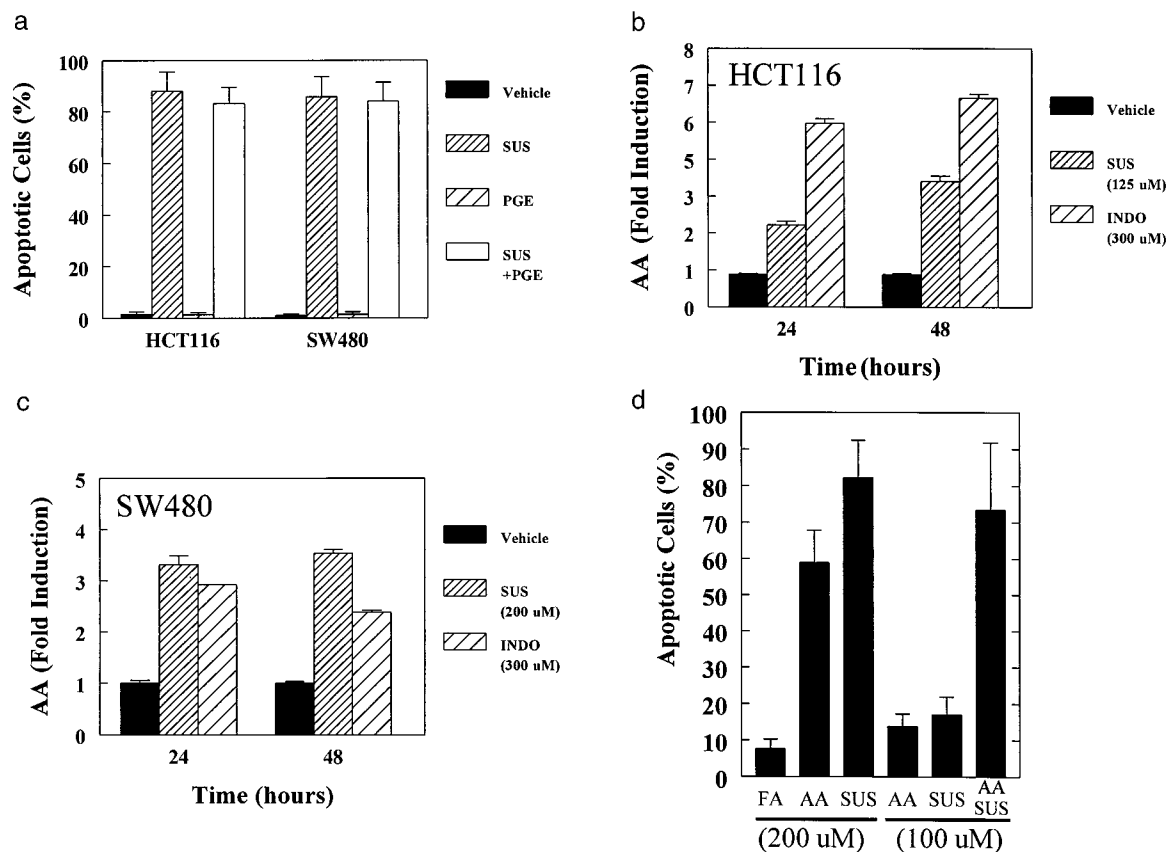 a
100
80
60
40
20
0
Apoptotic Cells (%)
HCT116
SW480
Vehicle
SUS
PGE
SUS
+PGE
b
HCT116
8
7
6
5
3
2
1
0
AA (Fold Induction)
24
48
Time (hours)
Vehicle
SUS
(125 uM)
INDO
(300 uM)
c
SW480
5
4
3
2
1
0
AA (Fold Induction)
24
48
Time (hours)
Vehicle
SUS
(200 uM)
INDO
(300 uM)
d
100
90
80
70
60
50
40
30
20
10
0
Apoptotic Cells (%)
FA AA SUS AA SUS AA
SUS
(200 uM) (100 uM)